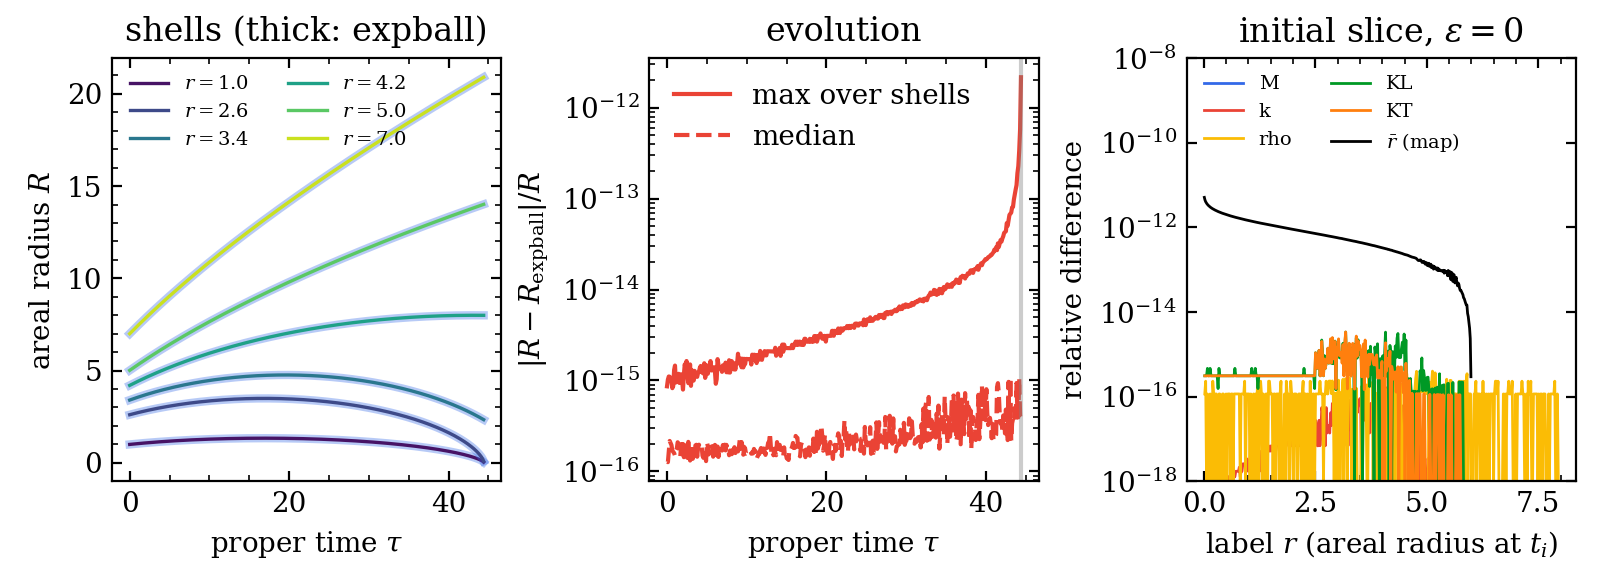 shells (thick: expball)
areal radius R
20
15
10
5
0
r = 1.0
r = 2.6
r = 3.4
r = 4.2
r = 5.0
r = 7.0
0 20 40
proper time τ
evolution
|R − R_expball|/R
10⁻¹²
10⁻¹³
10⁻¹⁴
10⁻¹⁵
10⁻¹⁶
max over shells
median
0 20 40
proper time τ
initial slice, ε = 0
relative difference
10⁻⁸
10⁻¹⁰
10⁻¹²
10⁻¹⁴
10⁻¹⁶
10⁻¹⁸
M
k
rho
KL
KT
r̄ (map)
0.0 2.5 5.0 7.5
label r (areal radius at tᵢ)